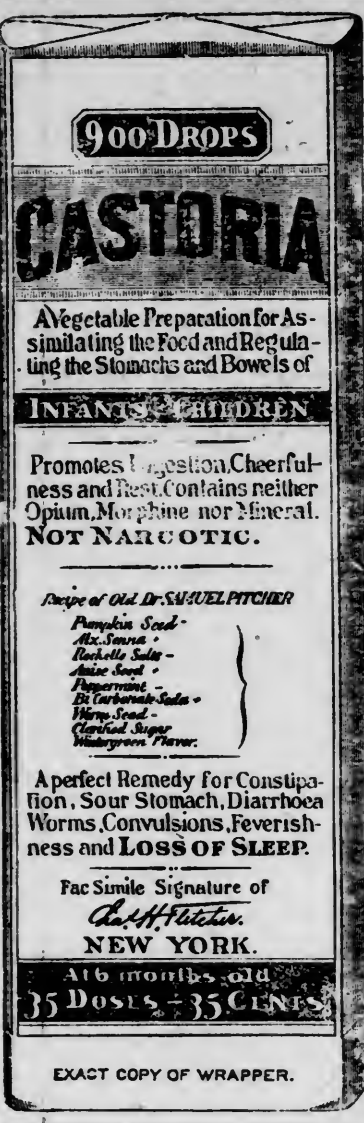 900 DROPS
CASTORIA
A Vegetable Preparation for As-
similating the Food and Regula-
ting the Stomachs and Bowels of
INFANTS CHILDREN
Promotes Digestion, Cheerful-
ness and Rest. Contains neither
Opium, Morphine nor Mineral.
NOT NARCOTIC.
Recipe of Old Dr. SAMUEL PITCHER
Pumpkin Seed -
Alx. Senna +
Rochelle Salts -
Anise Seed +
Peppermint -
Bi Carbonate Soda +
Worm Seed -
Clarified Sugar
Wintergreen Flavor.
A perfect Remedy for Constipa-
tion, Sour Stomach, Diarrhoea
Worms, Convulsions, Feverish-
ness and LOSS OF SLEEP.
Fac Simile Signature of
Chas. H. Fletcher.
NEW YORK.
At 6 months old
35 DOSES - 35 CENTS
EXACT COPY OF WRAPPER.